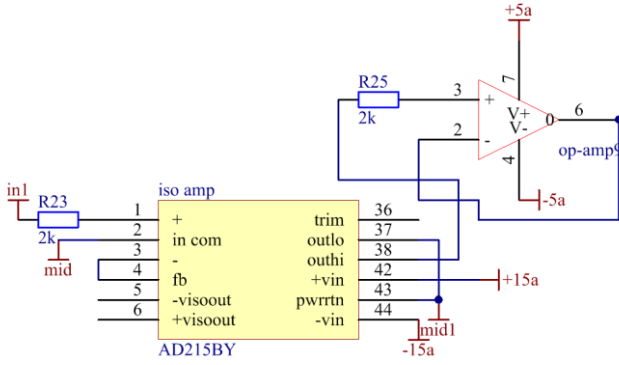 +5a
R25
3
+
7
V+
V-
0
6
2k
2
-
4
op-amp9
-5a
in1
R23
2k
mid
iso amp
1
+
2
in com
3
-
4
fb
5
-visoout
6
+visoout
trim
36
outlo
37
outhi
38
+vin
42
+15a
pwrrtn
43
-vin
44
mid1
-15a
AD215BY